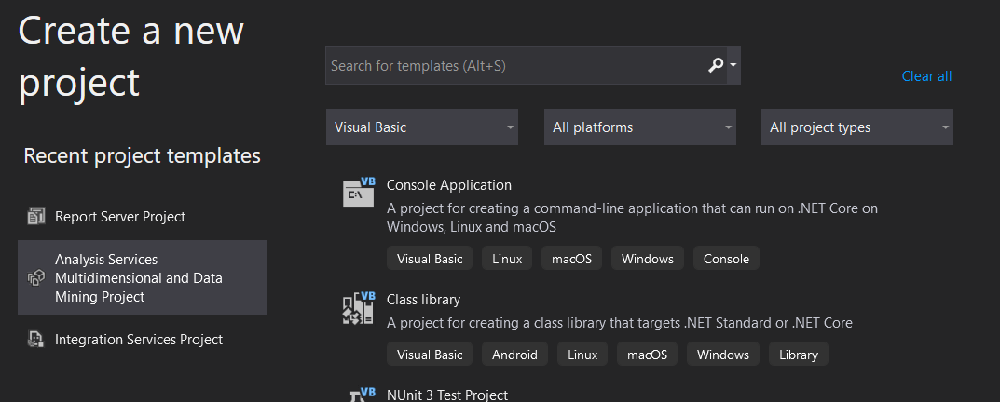 Create a new
project
Search for templates (Alt+S)
Clear all
Visual Basic
All platforms
All project types
Recent project templates
Report Server Project
Analysis Services
Multidimensional and Data
Mining Project
Integration Services Project
VB
C:\
Console Application
A project for creating a command-line application that can run on .NET Core on
Windows, Linux and macOS
Visual Basic Linux macOS Windows Console
VB
Class library
A project for creating a class library that targets .NET Standard or .NET Core
Visual Basic Android Linux macOS Windows Library
VB
NUnit 3 Test Project